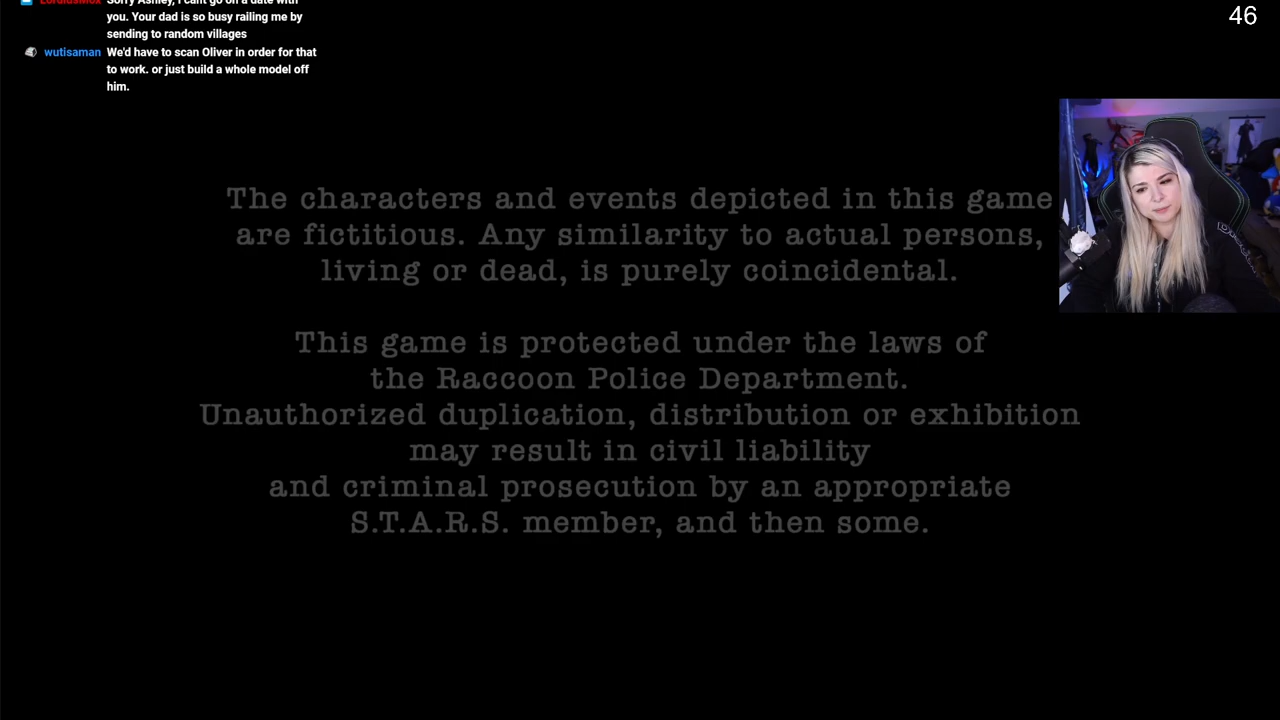 46
Sorry Ashley, I cant go on a date with
you. Your dad is so busy railing me by
sending to random villages
wutisaman We'd have to scan Oliver in order for that
to work. or just build a whole model off
him.
The characters and events depicted in this game
are fictitious. Any similarity to actual persons,
living or dead, is purely coincidental.
This game is protected under the laws of
the Raccoon Police Department.
Unauthorized duplication, distribution or exhibition
may result in civil liability
and criminal prosecution by an appropriate
S.T.A.R.S. member, and then some.